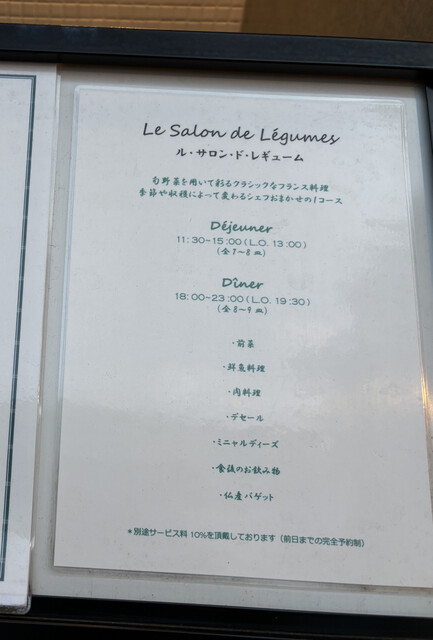 Le Salon de Légumes
ル・サロン・ド・レギューム
旬野菜を用いて彩るクラシックなフランス料理
季節や収穫によって変わるシェフおまかせの1コース
Déjeuner
11:30~15:00(L.O. 13:00)
(全7~8皿)
Dîner
18:00~23:00(L.O. 19:30)
(全8~9皿)
・前菜
・鮮魚料理
・肉料理
・デセール
・ミニャルディーズ
・食後のお飲み物
・仏産バゲット
*別途サービス料10%を頂戴しております(前日までの完全予約制)